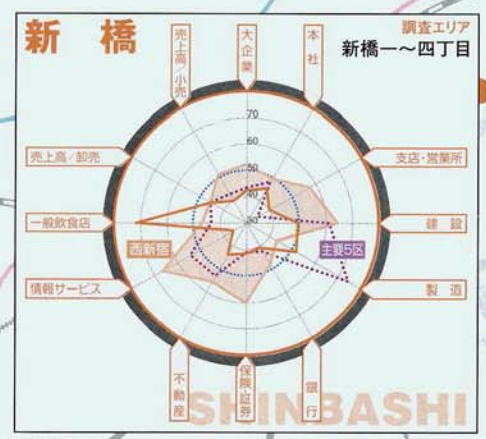 新橋
調査エリア
新橋一〜四丁目
売上高/小売
大企業
本社
売上高/卸売
支店・営業所
一般飲食店
建設
情報サービス
製造
不動産
保険・証券
銀行
70
60
50
40
30
西新宿
主要5区
SHINBASHI